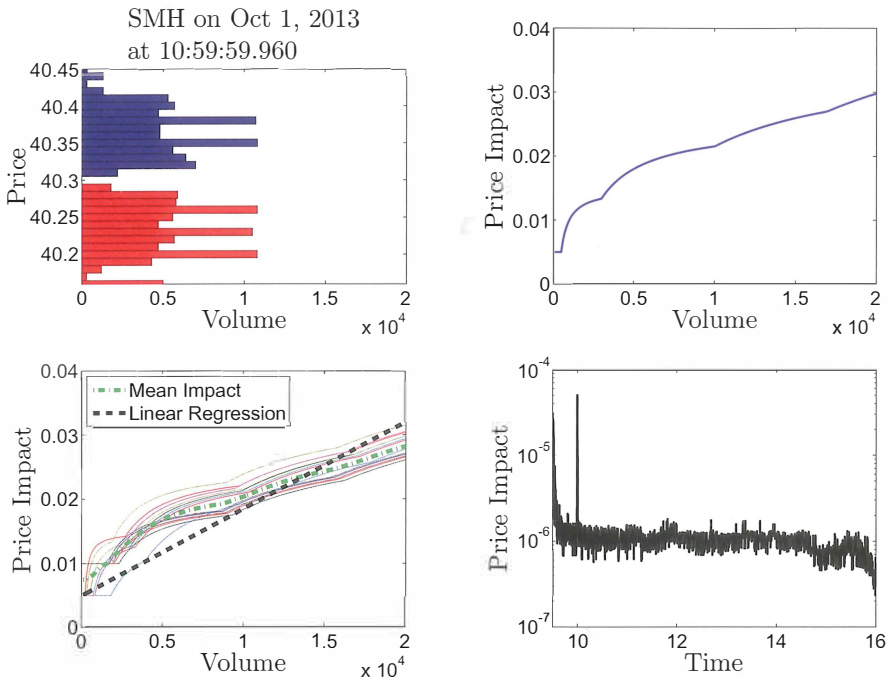 SMH on Oct 1, 2013
at 10:59:59.960
40.45
40.4
40.35
40.3
40.25
40.2
Price
0
0.5
1
1.5
2
Volume
x 10^4
0.04
0.03
0.02
0.01
0
Price Impact
0
0.5
1
1.5
2
Volume
x 10^4
0.04
0.03
0.02
0.01
0
Price Impact
Mean Impact
Linear Regression
0
0.5
1
1.5
2
Volume
x 10^4
10^-4
10^-5
10^-6
10^-7
Price Impact
10
12
14
16
Time